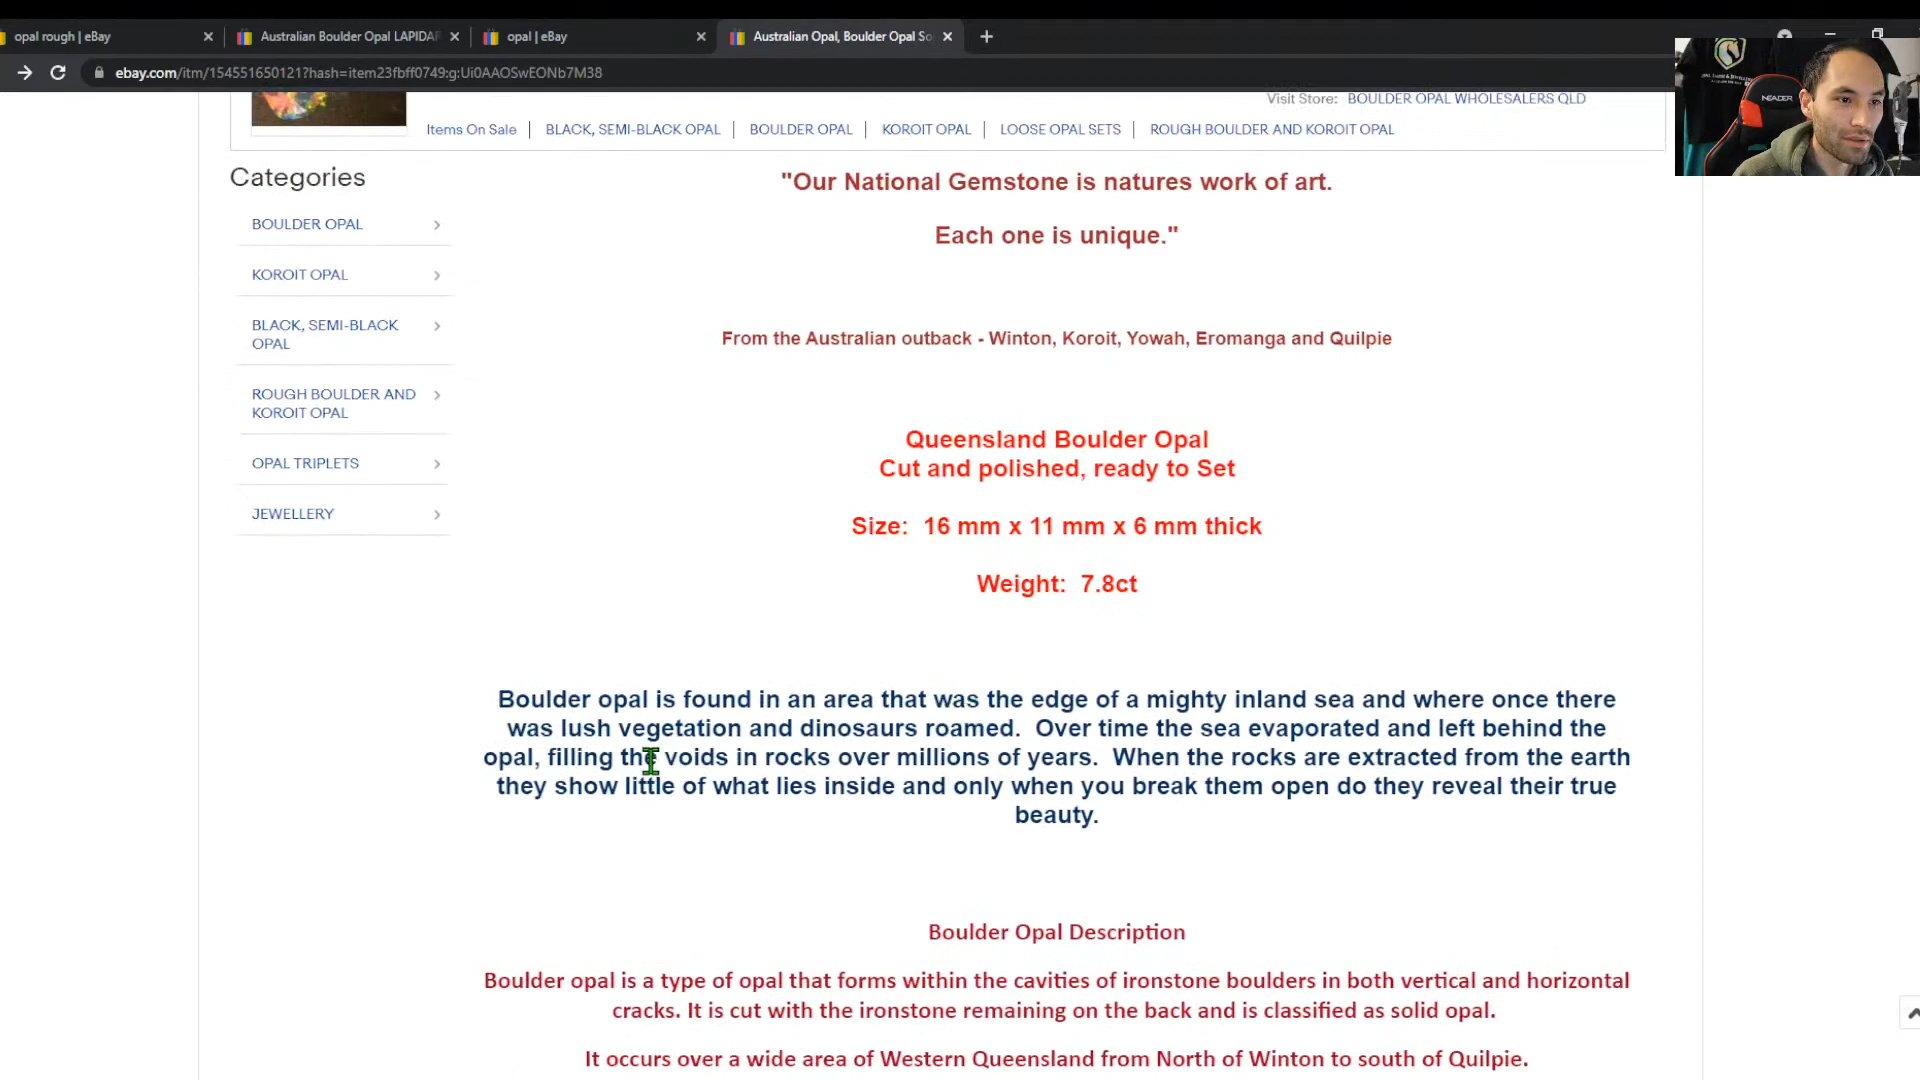 opal rough | eBay
Australian Boulder Opal LAPIDAR
opal | eBay
Australian Opal, Boulder Opal So
ebay.com/itm/154551650121?hash=item23fbff0749:g:Ui0AAOSwEONb7M38
Visit Store: BOULDER OPAL WHOLESALERS QLD
Items On Sale
BLACK, SEMI-BLACK OPAL
BOULDER OPAL
KOROIT OPAL
LOOSE OPAL SETS
ROUGH BOULDER AND KOROIT OPAL
NEADER
Categories
BOULDER OPAL
KOROIT OPAL
BLACK, SEMI-BLACK
OPAL
ROUGH BOULDER AND
KOROIT OPAL
OPAL TRIPLETS
JEWELLERY
"Our National Gemstone is natures work of art.
Each one is unique."
From the Australian outback - Winton, Koroit, Yowah, Eromanga and Quilpie
Queensland Boulder Opal
Cut and polished, ready to Set
Size: 16 mm x 11 mm x 6 mm thick
Weight: 7.8ct
Boulder opal is found in an area that was the edge of a mighty inland sea and where once there
was lush vegetation and dinosaurs roamed. Over time the sea evaporated and left behind the
opal, filling the voids in rocks over millions of years. When the rocks are extracted from the earth
they show little of what lies inside and only when you break them open do they reveal their true
beauty.
Boulder Opal Description
Boulder opal is a type of opal that forms within the cavities of ironstone boulders in both vertical and horizontal
cracks. It is cut with the ironstone remaining on the back and is classified as solid opal.
It occurs over a wide area of Western Queensland from North of Winton to south of Quilpie.